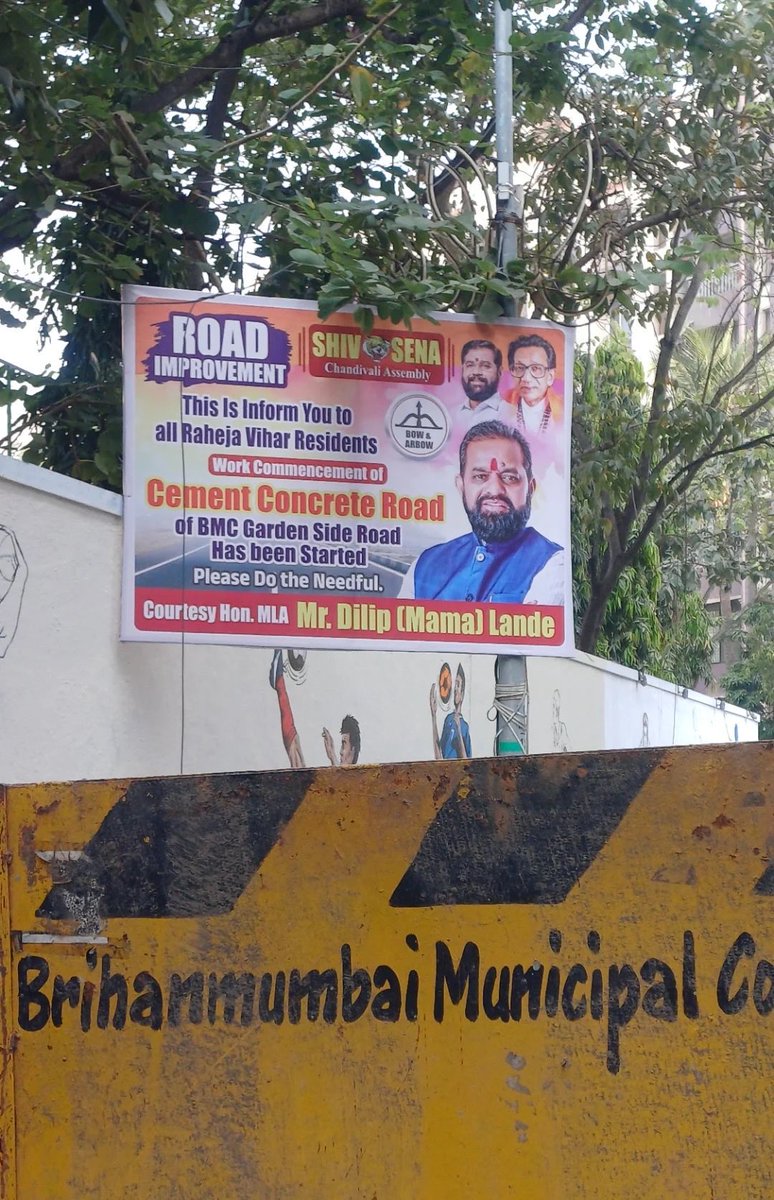 ROAD
IMPROVEMENT
SHIV SENA
Chandivali Assembly
BOW &
ARROW
This Is Inform You to
all Raheja Vihar Residents
Work Commencement of
Cement Concrete Road
of BMC Garden Side Road
Has been Started
Please Do the Needful.
Courtesy Hon. MLA Mr. Dilip (Mama) Lande
Brihanmumbai Municipal Co